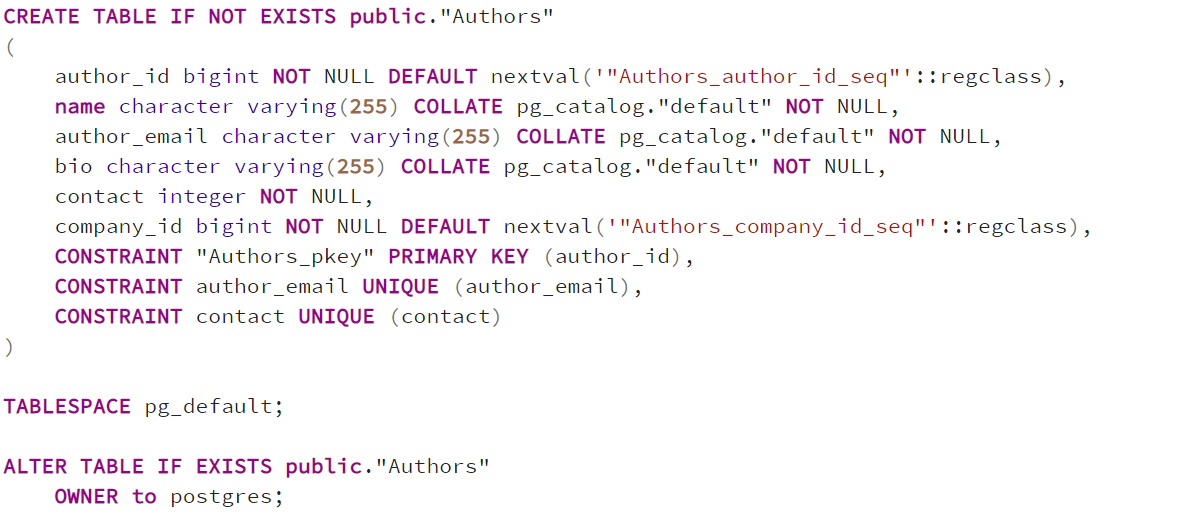 CREATE TABLE IF NOT EXISTS public."Authors"
(
    author_id bigint NOT NULL DEFAULT nextval('"Authors_author_id_seq"'::regclass),
    name character varying(255) COLLATE pg_catalog."default" NOT NULL,
    author_email character varying(255) COLLATE pg_catalog."default" NOT NULL,
    bio character varying(255) COLLATE pg_catalog."default" NOT NULL,
    contact integer NOT NULL,
    company_id bigint NOT NULL DEFAULT nextval('"Authors_company_id_seq"'::regclass),
    CONSTRAINT "Authors_pkey" PRIMARY KEY (author_id),
    CONSTRAINT author_email UNIQUE (author_email),
    CONSTRAINT contact UNIQUE (contact)
)
TABLESPACE pg_default;
ALTER TABLE IF EXISTS public."Authors"
    OWNER to postgres;